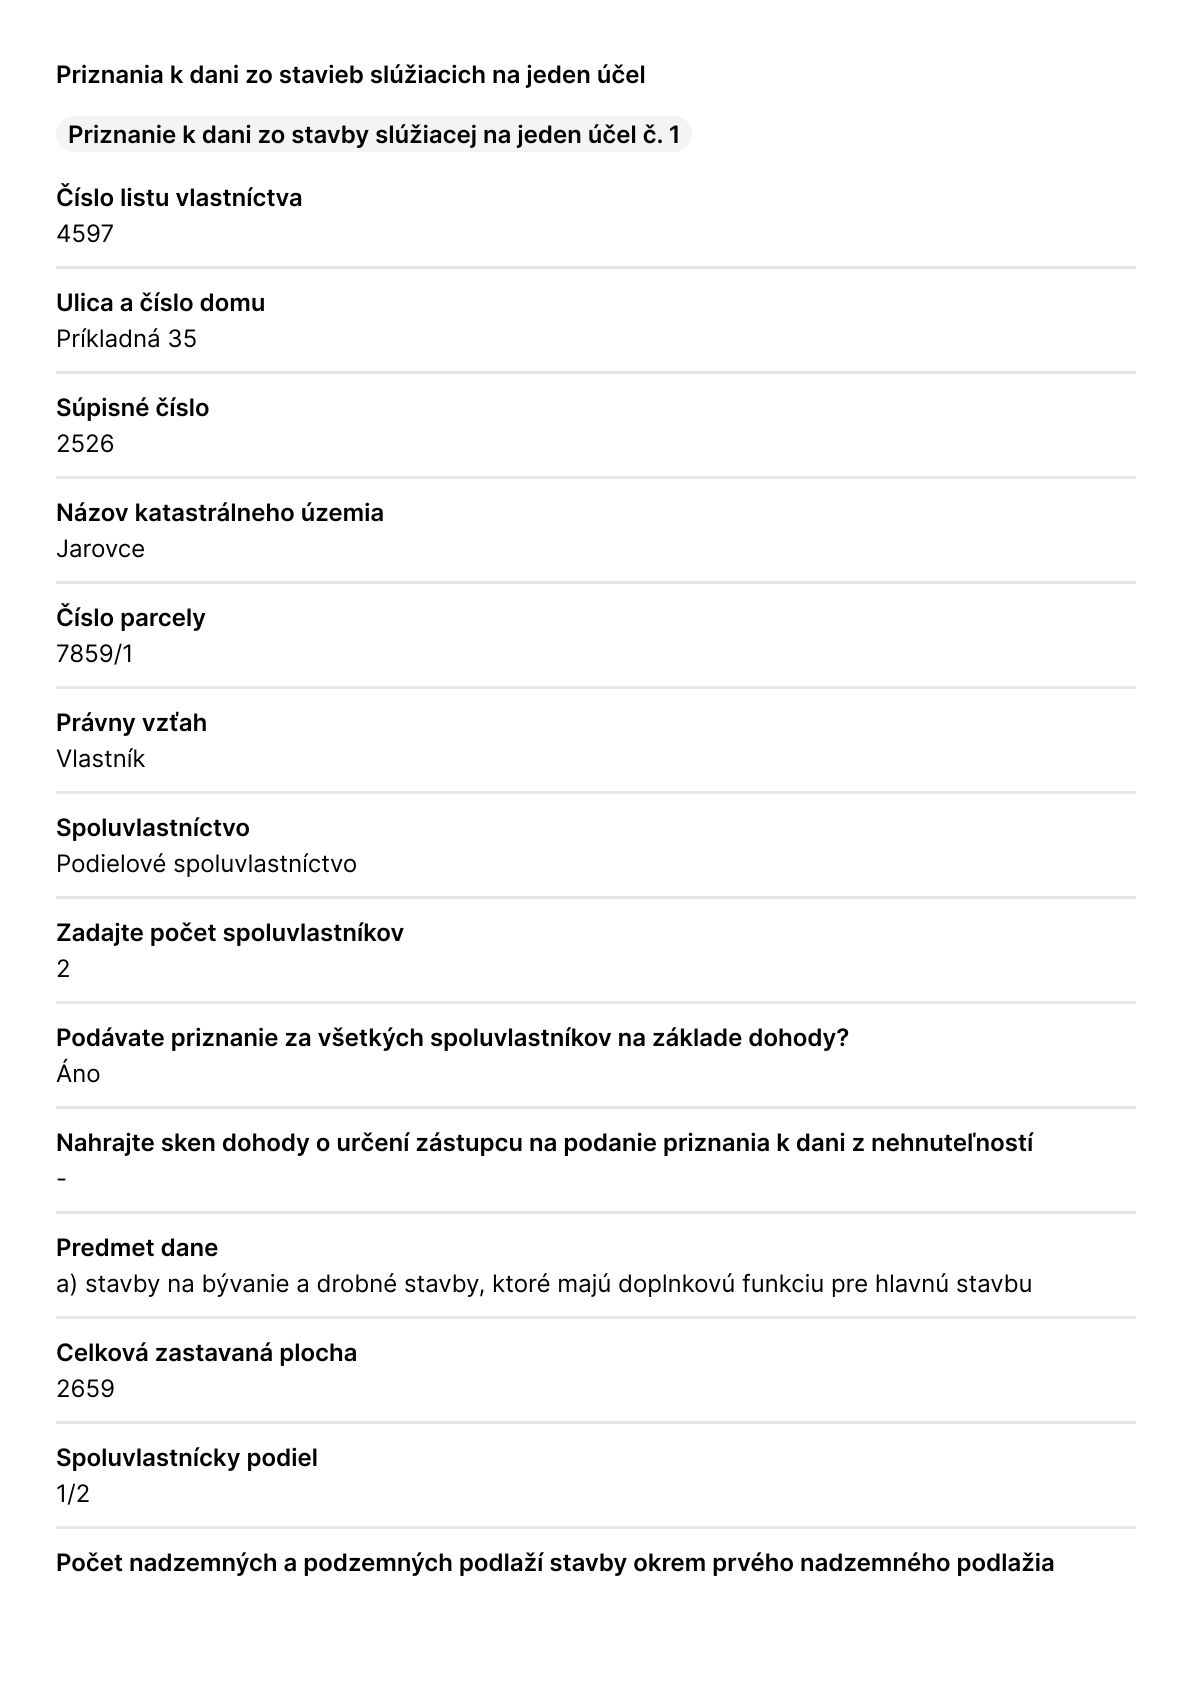 Priznania k dani zo stavieb slúžiacich na jeden účel
Priznanie k dani zo stavby slúžiacej na jeden účel č. 1
Číslo listu vlastníctva
4597
Ulica a číslo domu
Príkladná 35
Súpisné číslo
2526
Názov katastrálneho územia
Jarovce
Číslo parcely
7859/1
Právny vzťah
Vlastník
Spoluvlastníctvo
Podielové spoluvlastníctvo
Zadajte počet spoluvlastníkov
2
Podávate priznanie za všetkých spoluvlastníkov na základe dohody?
Áno
Nahrajte sken dohody o určení zástupcu na podanie priznania k dani z nehnuteľností
-
Predmet dane
a) stavby na bývanie a drobné stavby, ktoré majú doplnkovú funkciu pre hlavnú stavbu
Celková zastavaná plocha
2659
Spoluvlastnícky podiel
1/2
Počet nadzemných a podzemných podlaží stavby okrem prvého nadzemného podlažia